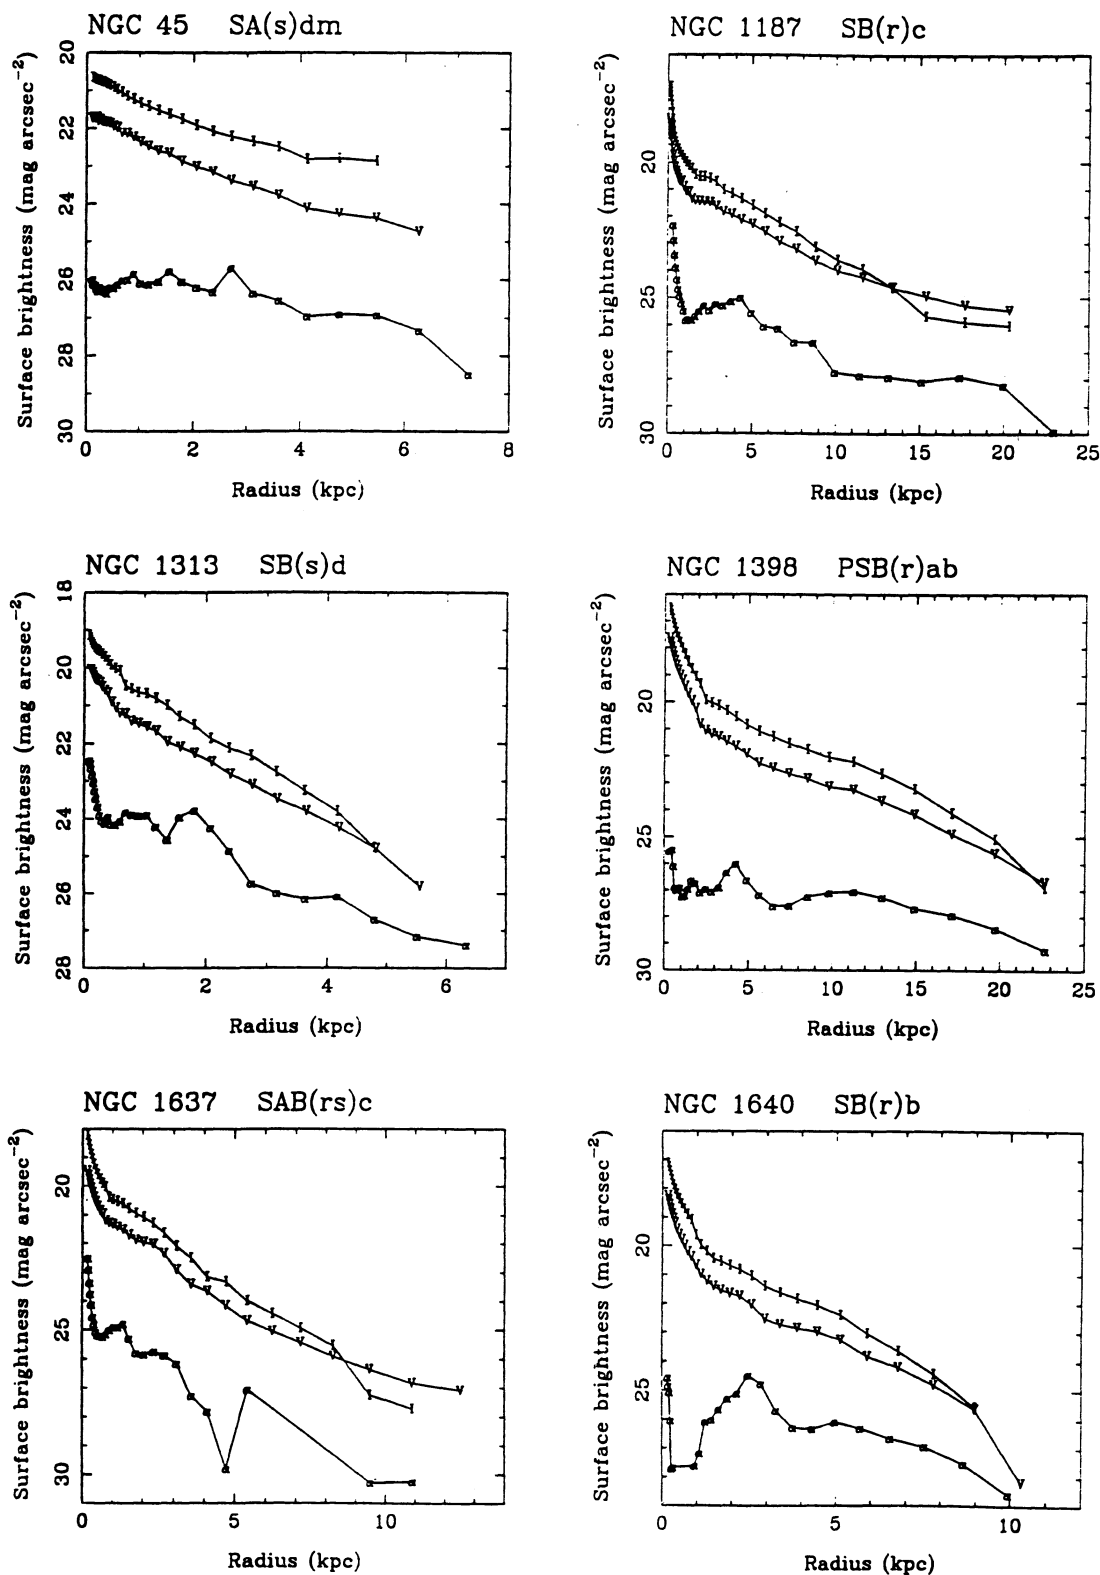 NGC 45 SA(s)dm
Surface brightness (mag arcsec⁻²)
20
22
24
26
28
30
0 2 4 6 8
Radius (kpc)
NGC 1187 SB(r)c
Surface brightness (mag arcsec⁻²)
20
25
30
0 5 10 15 20 25
Radius (kpc)
NGC 1313 SB(s)d
Surface brightness (mag arcsec⁻²)
18
20
22
24
26
28
0 2 4 6
Radius (kpc)
NGC 1398 PSB(r)ab
Surface brightness (mag arcsec⁻²)
20
25
30
0 5 10 15 20 25
Radius (kpc)
NGC 1637 SAB(rs)c
Surface brightness (mag arcsec⁻²)
20
25
30
0 5 10
Radius (kpc)
NGC 1640 SB(r)b
Surface brightness (mag arcsec⁻²)
20
25
0 5 10
Radius (kpc)